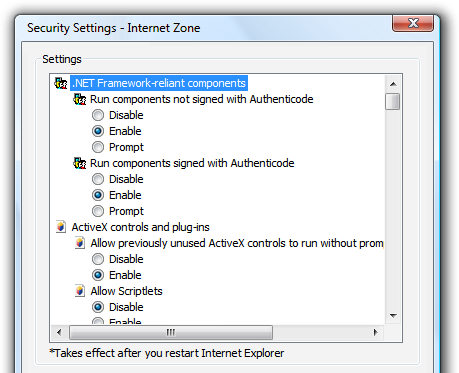 Security Settings - Internet Zone
Settings
.NET Framework-reliant components
Run components not signed with Authenticode
Disable
Enable
Prompt
Run components signed with Authenticode
Disable
Enable
Prompt
ActiveX controls and plug-ins
Allow previously unused ActiveX controls to run without prom
Disable
Enable
Allow Scriptlets
Disable
Enable
*Takes effect after you restart Internet Explorer